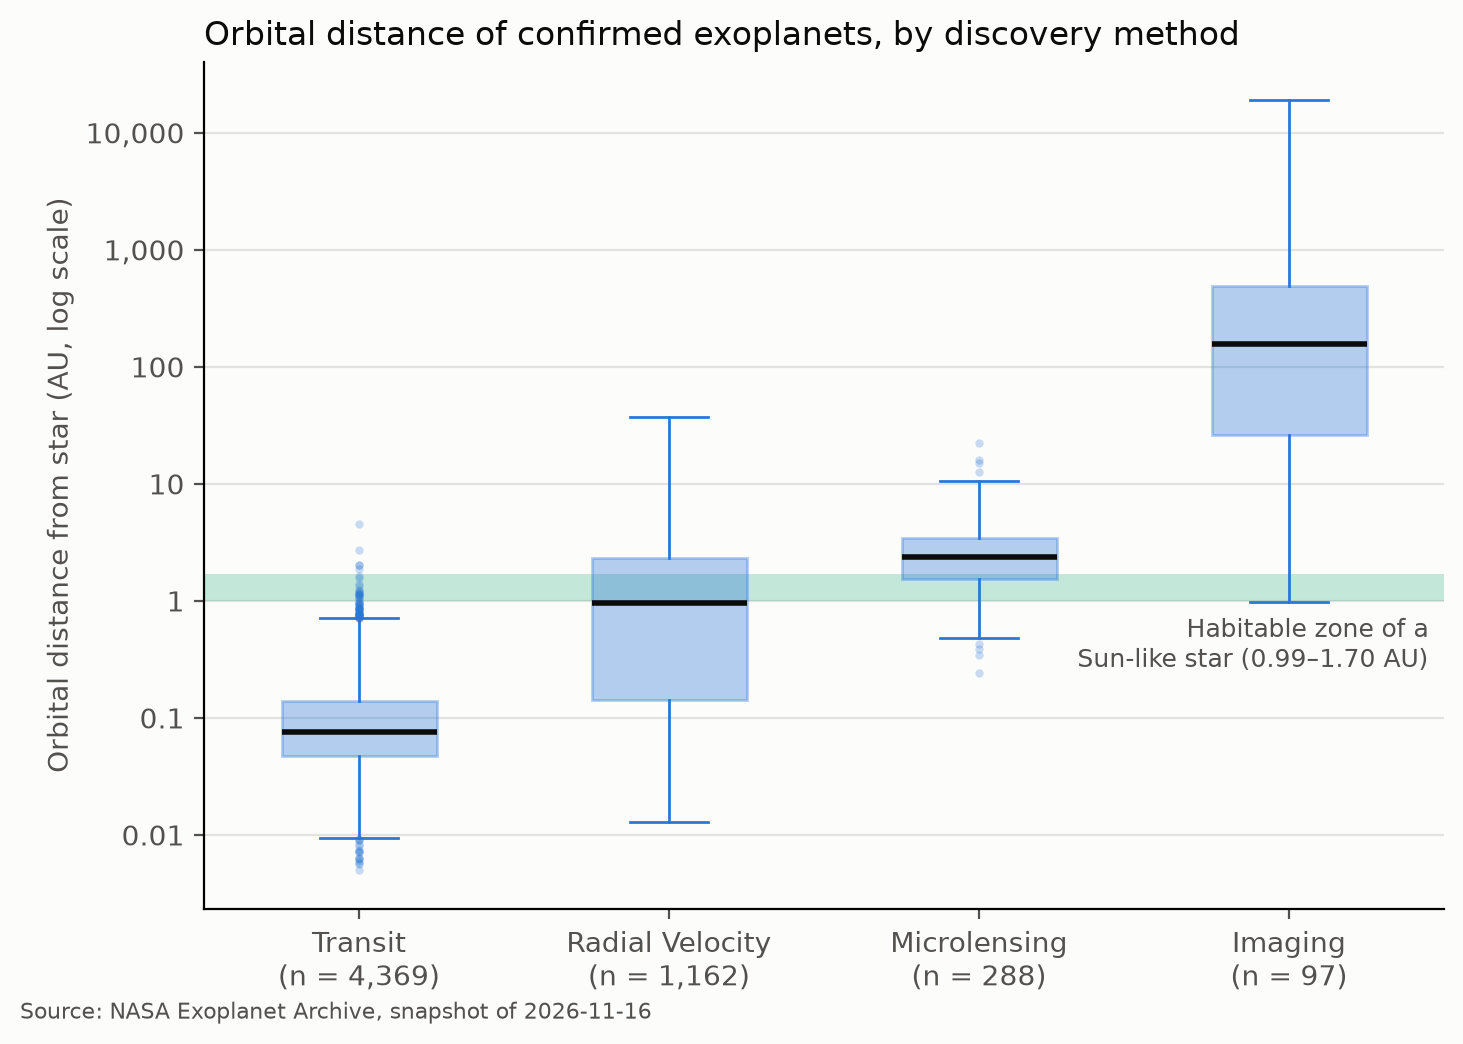 Orbital distance of confirmed exoplanets, by discovery method
Orbital distance from star (AU, log scale)
10,000
1,000
100
10
1
0.1
0.01
Habitable zone of a
Sun-like star (0.99–1.70 AU)
Transit
(n = 4,369)
Radial Velocity
(n = 1,162)
Microlensing
(n = 288)
Imaging
(n = 97)
Source: NASA Exoplanet Archive, snapshot of 2026-11-16